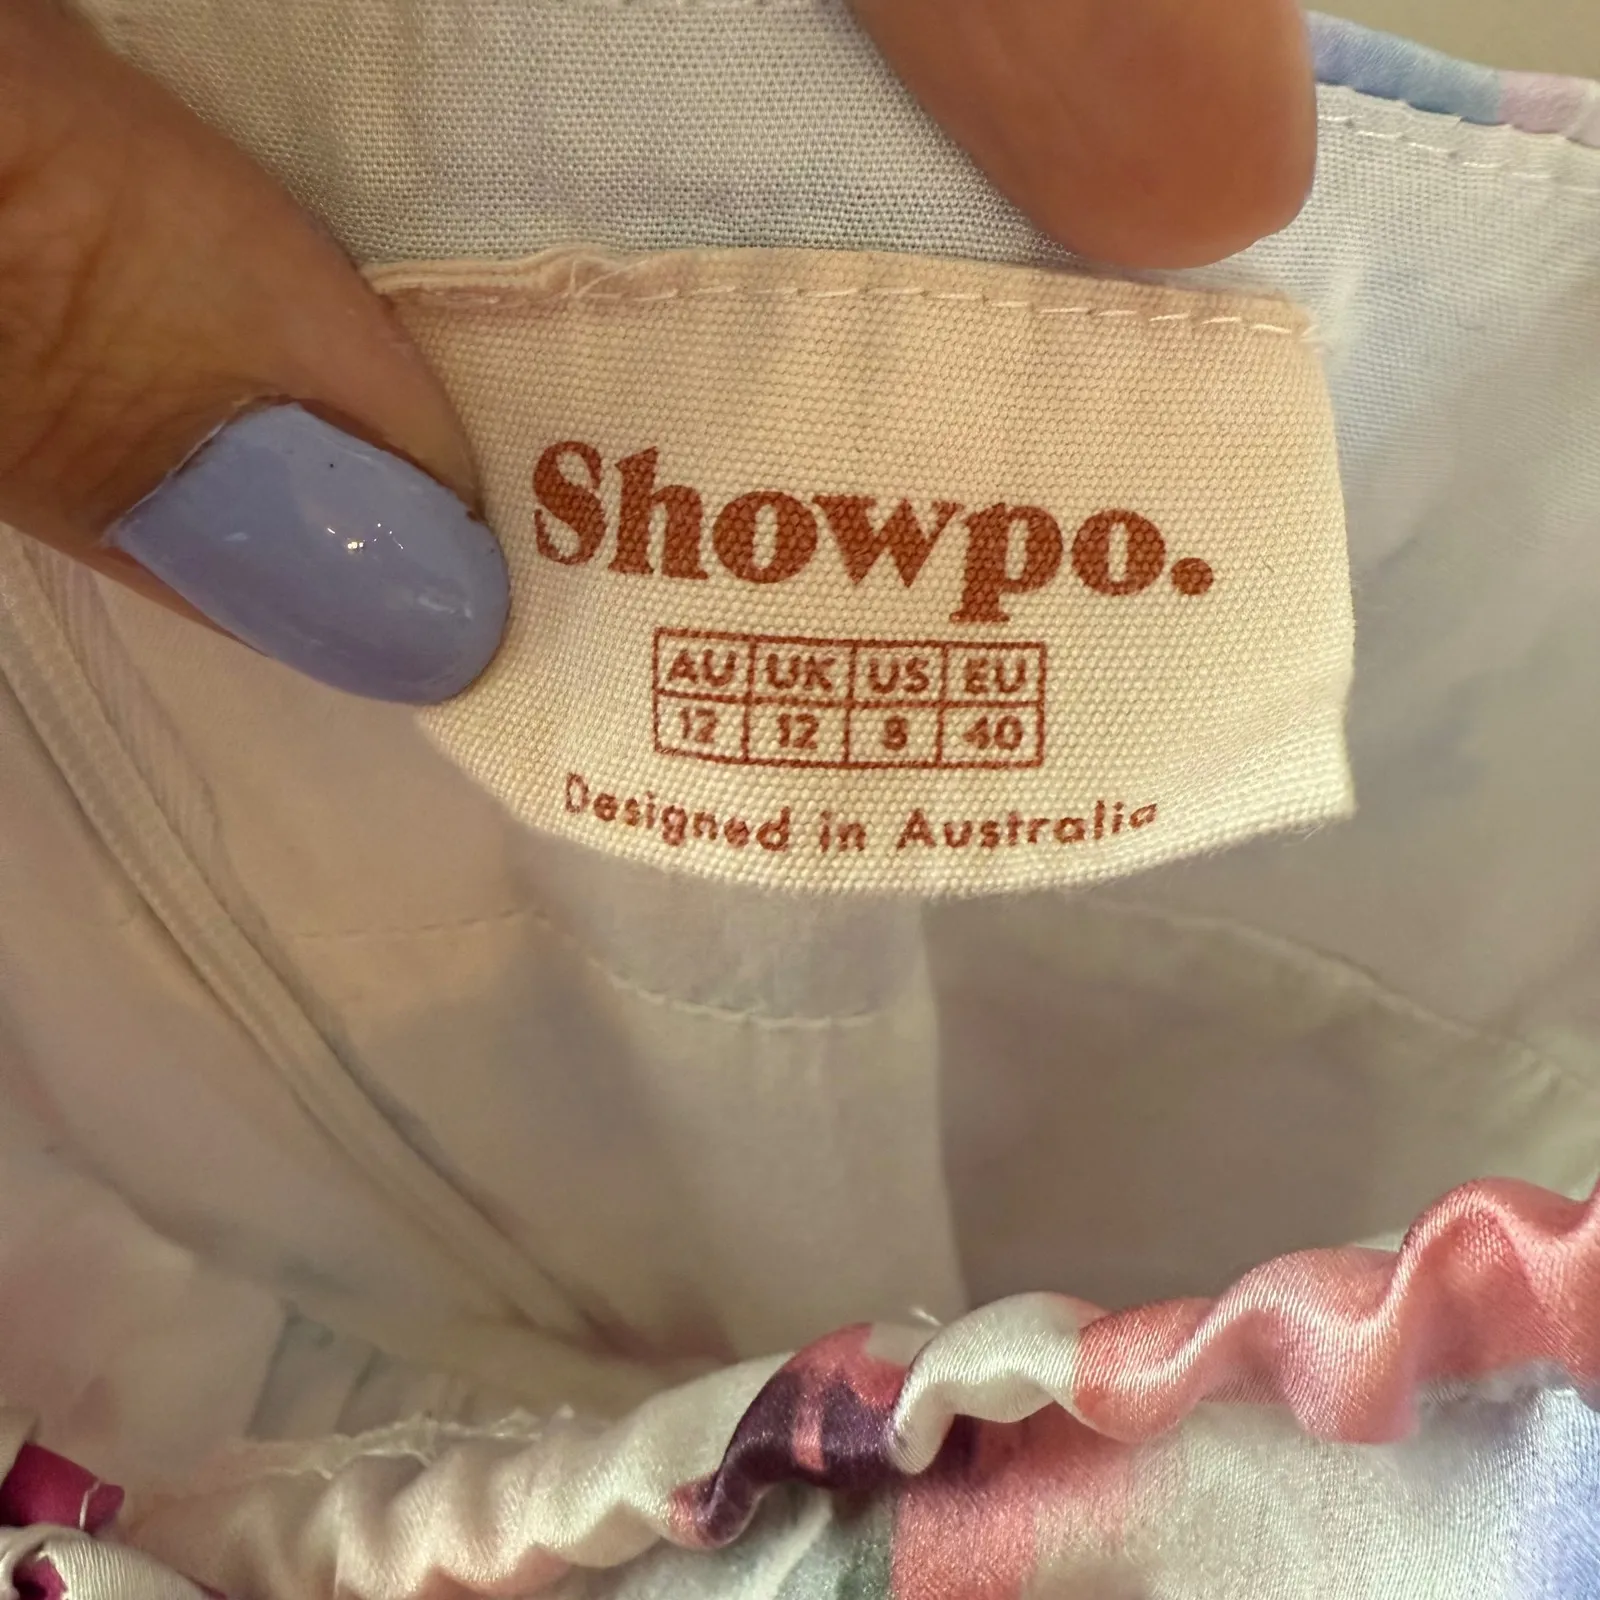 Showpo.
AU UK US EU
12 12 8 40
Designed in Australia